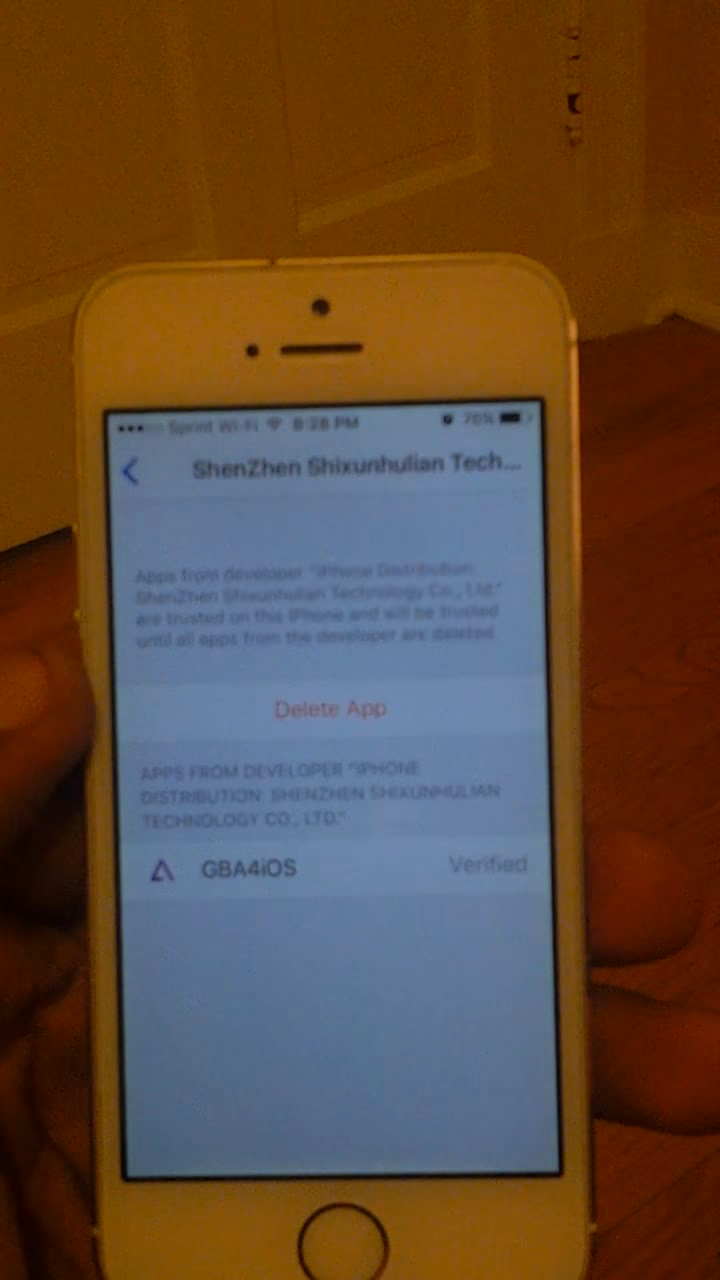 Sprint Wi-Fi 8:28 PM 76%
ShenZhen Shixunhulian Tech...
Apps from developer "iPhone Distribution:
ShenZhen Shixunhulian Technology Co., Ltd."
are trusted on this iPhone and will be trusted
until all apps from the developer are deleted.
Delete App
APPS FROM DEVELOPER "IPHONE
DISTRIBUTION: SHENZHEN SHIXUNHULIAN
TECHNOLOGY CO., LTD."
GBA4iOS Verified